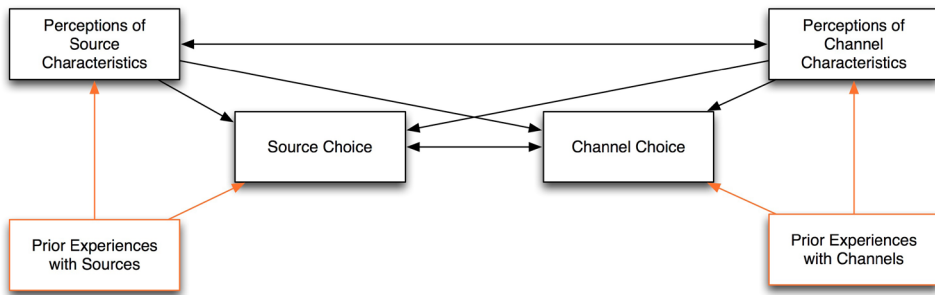 Perceptions of
Source
Characteristics
Perceptions of
Channel
Characteristics
Source Choice
Channel Choice
Prior Experiences
with Sources
Prior Experiences
with Channels